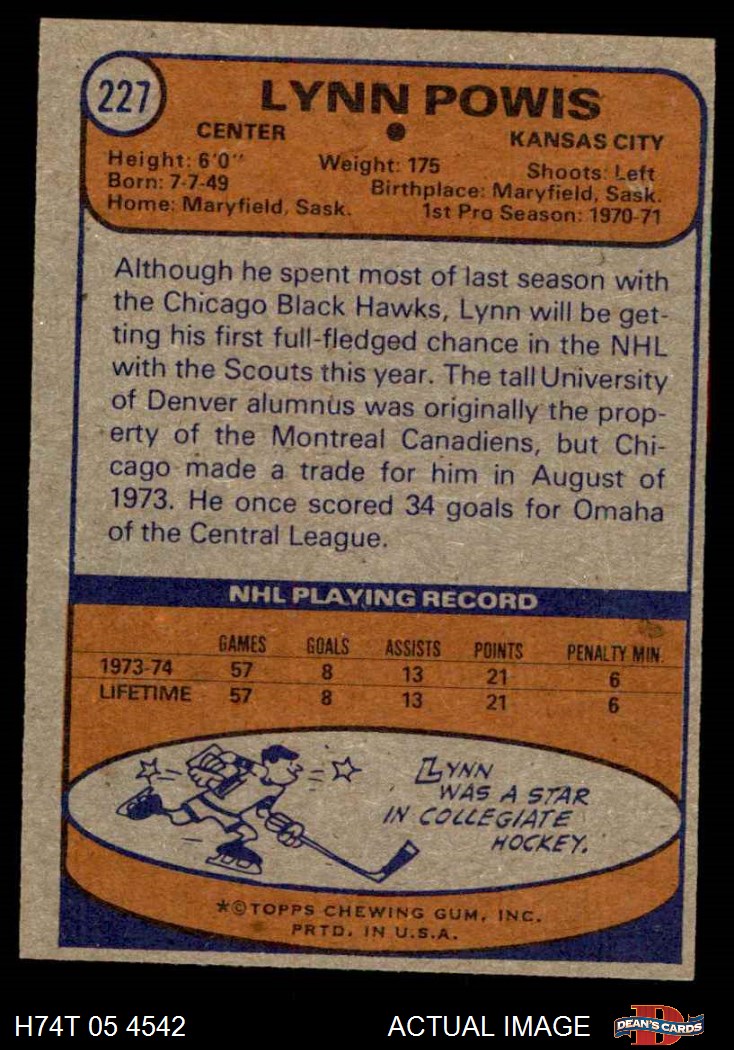 227
LYNN POWIS
CENTER • KANSAS CITY
Height: 6'0" Weight: 175 Shoots: Left
Born: 7-7-49 Birthplace: Maryfield, Sask.
Home: Maryfield, Sask. 1st Pro Season: 1970-71
Although he spent most of last season with
the Chicago Black Hawks, Lynn will be get-
ting his first full-fledged chance in the NHL
with the Scouts this year. The tall University
of Denver alumnus was originally the prop-
erty of the Montreal Canadiens, but Chi-
cago made a trade for him in August of
1973. He once scored 34 goals for Omaha
of the Central League.
NHL PLAYING RECORD
GAMES GOALS ASSISTS POINTS PENALTY MIN.
1973-74 57 8 13 21 6
LIFETIME 57 8 13 21 6
LYNN
WAS A STAR
IN COLLEGIATE
HOCKEY.
*©TOPPS CHEWING GUM, INC.
PRTD. IN U.S.A.
H74T 05 4542 ACTUAL IMAGE DEAN'S CARDS